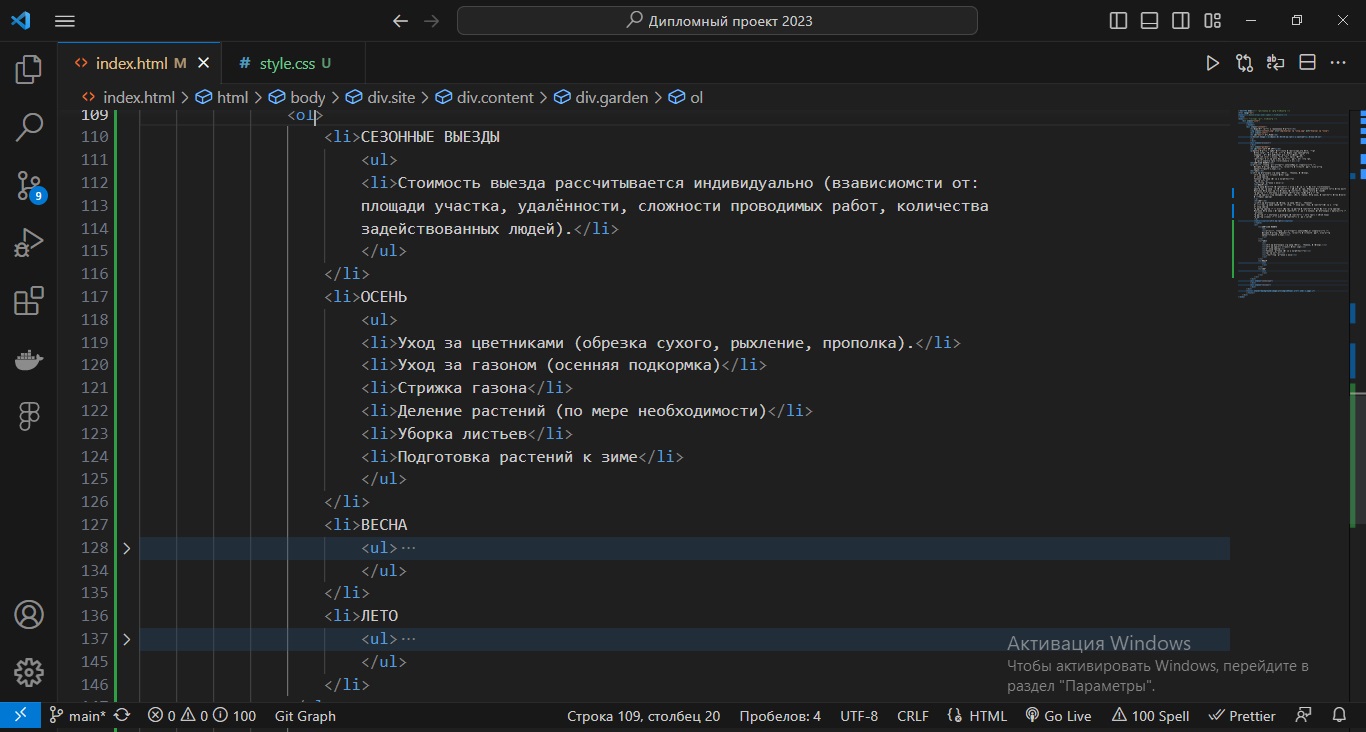 Дипломный проект 2023
index.html M
# style.css U
index.html > html > body > div.site > div.content > div.garden > ol
109 <ol>
110 <li>СЕЗОННЫЕ ВЫЕЗДЫ
111 <ul>
112 <li>Стоимость выезда рассчитывается индивидуально (взависиомсти от:
113 площади участка, удалённости, сложности проводимых работ, количества
114 задействованных людей).</li>
115 </ul>
116 </li>
117 <li>ОСЕНЬ
118 <ul>
119 <li>Уход за цветниками (обрезка сухого, рыхление, прополка).</li>
120 <li>Уход за газоном (осенняя подкормка)</li>
121 <li>Стрижка газона</li>
122 <li>Деление растений (по мере необходимости)</li>
123 <li>Уборка листьев</li>
124 <li>Подготовка растений к зиме</li>
125 </ul>
126 </li>
127 <li>ВЕСНА
128 <ul>···
134 </ul>
135 </li>
136 <li>ЛЕТО
137 <ul>···
145 </ul>
146 </li>
9
Активация Windows
Чтобы активировать Windows, перейдите в
раздел "Параметры".
main* 0 0 100 Git Graph Строка 109, столбец 20 Пробелов: 4 UTF-8 CRLF HTML Go Live 100 Spell Prettier